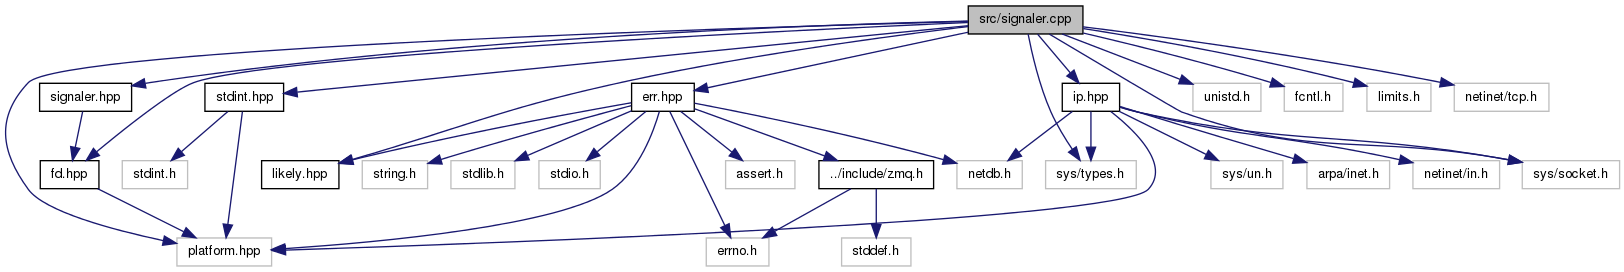 src/signaler.cpp
signaler.hpp
stdint.hpp
err.hpp
ip.hpp
unistd.h
fcntl.h
limits.h
netinet/tcp.h
fd.hpp
stdint.h
likely.hpp
string.h
stdlib.h
stdio.h
assert.h
../include/zmq.h
netdb.h
sys/types.h
sys/un.h
arpa/inet.h
netinet/in.h
sys/socket.h
platform.hpp
errno.h
stddef.h